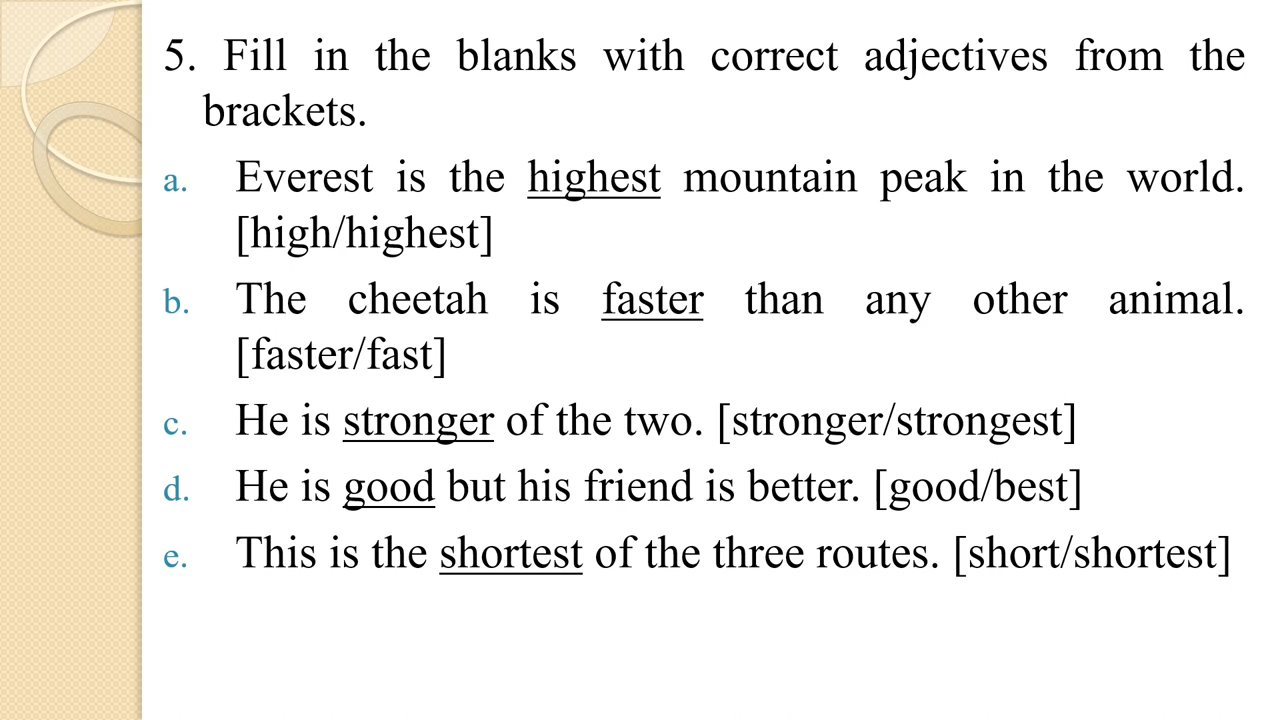 5. Fill in the blanks with correct adjectives from the
brackets.
a. Everest is the highest mountain peak in the world.
[high/highest]
b. The cheetah is faster than any other animal.
[faster/fast]
c. He is stronger of the two. [stronger/strongest]
d. He is good but his friend is better. [good/best]
e. This is the shortest of the three routes. [short/shortest]